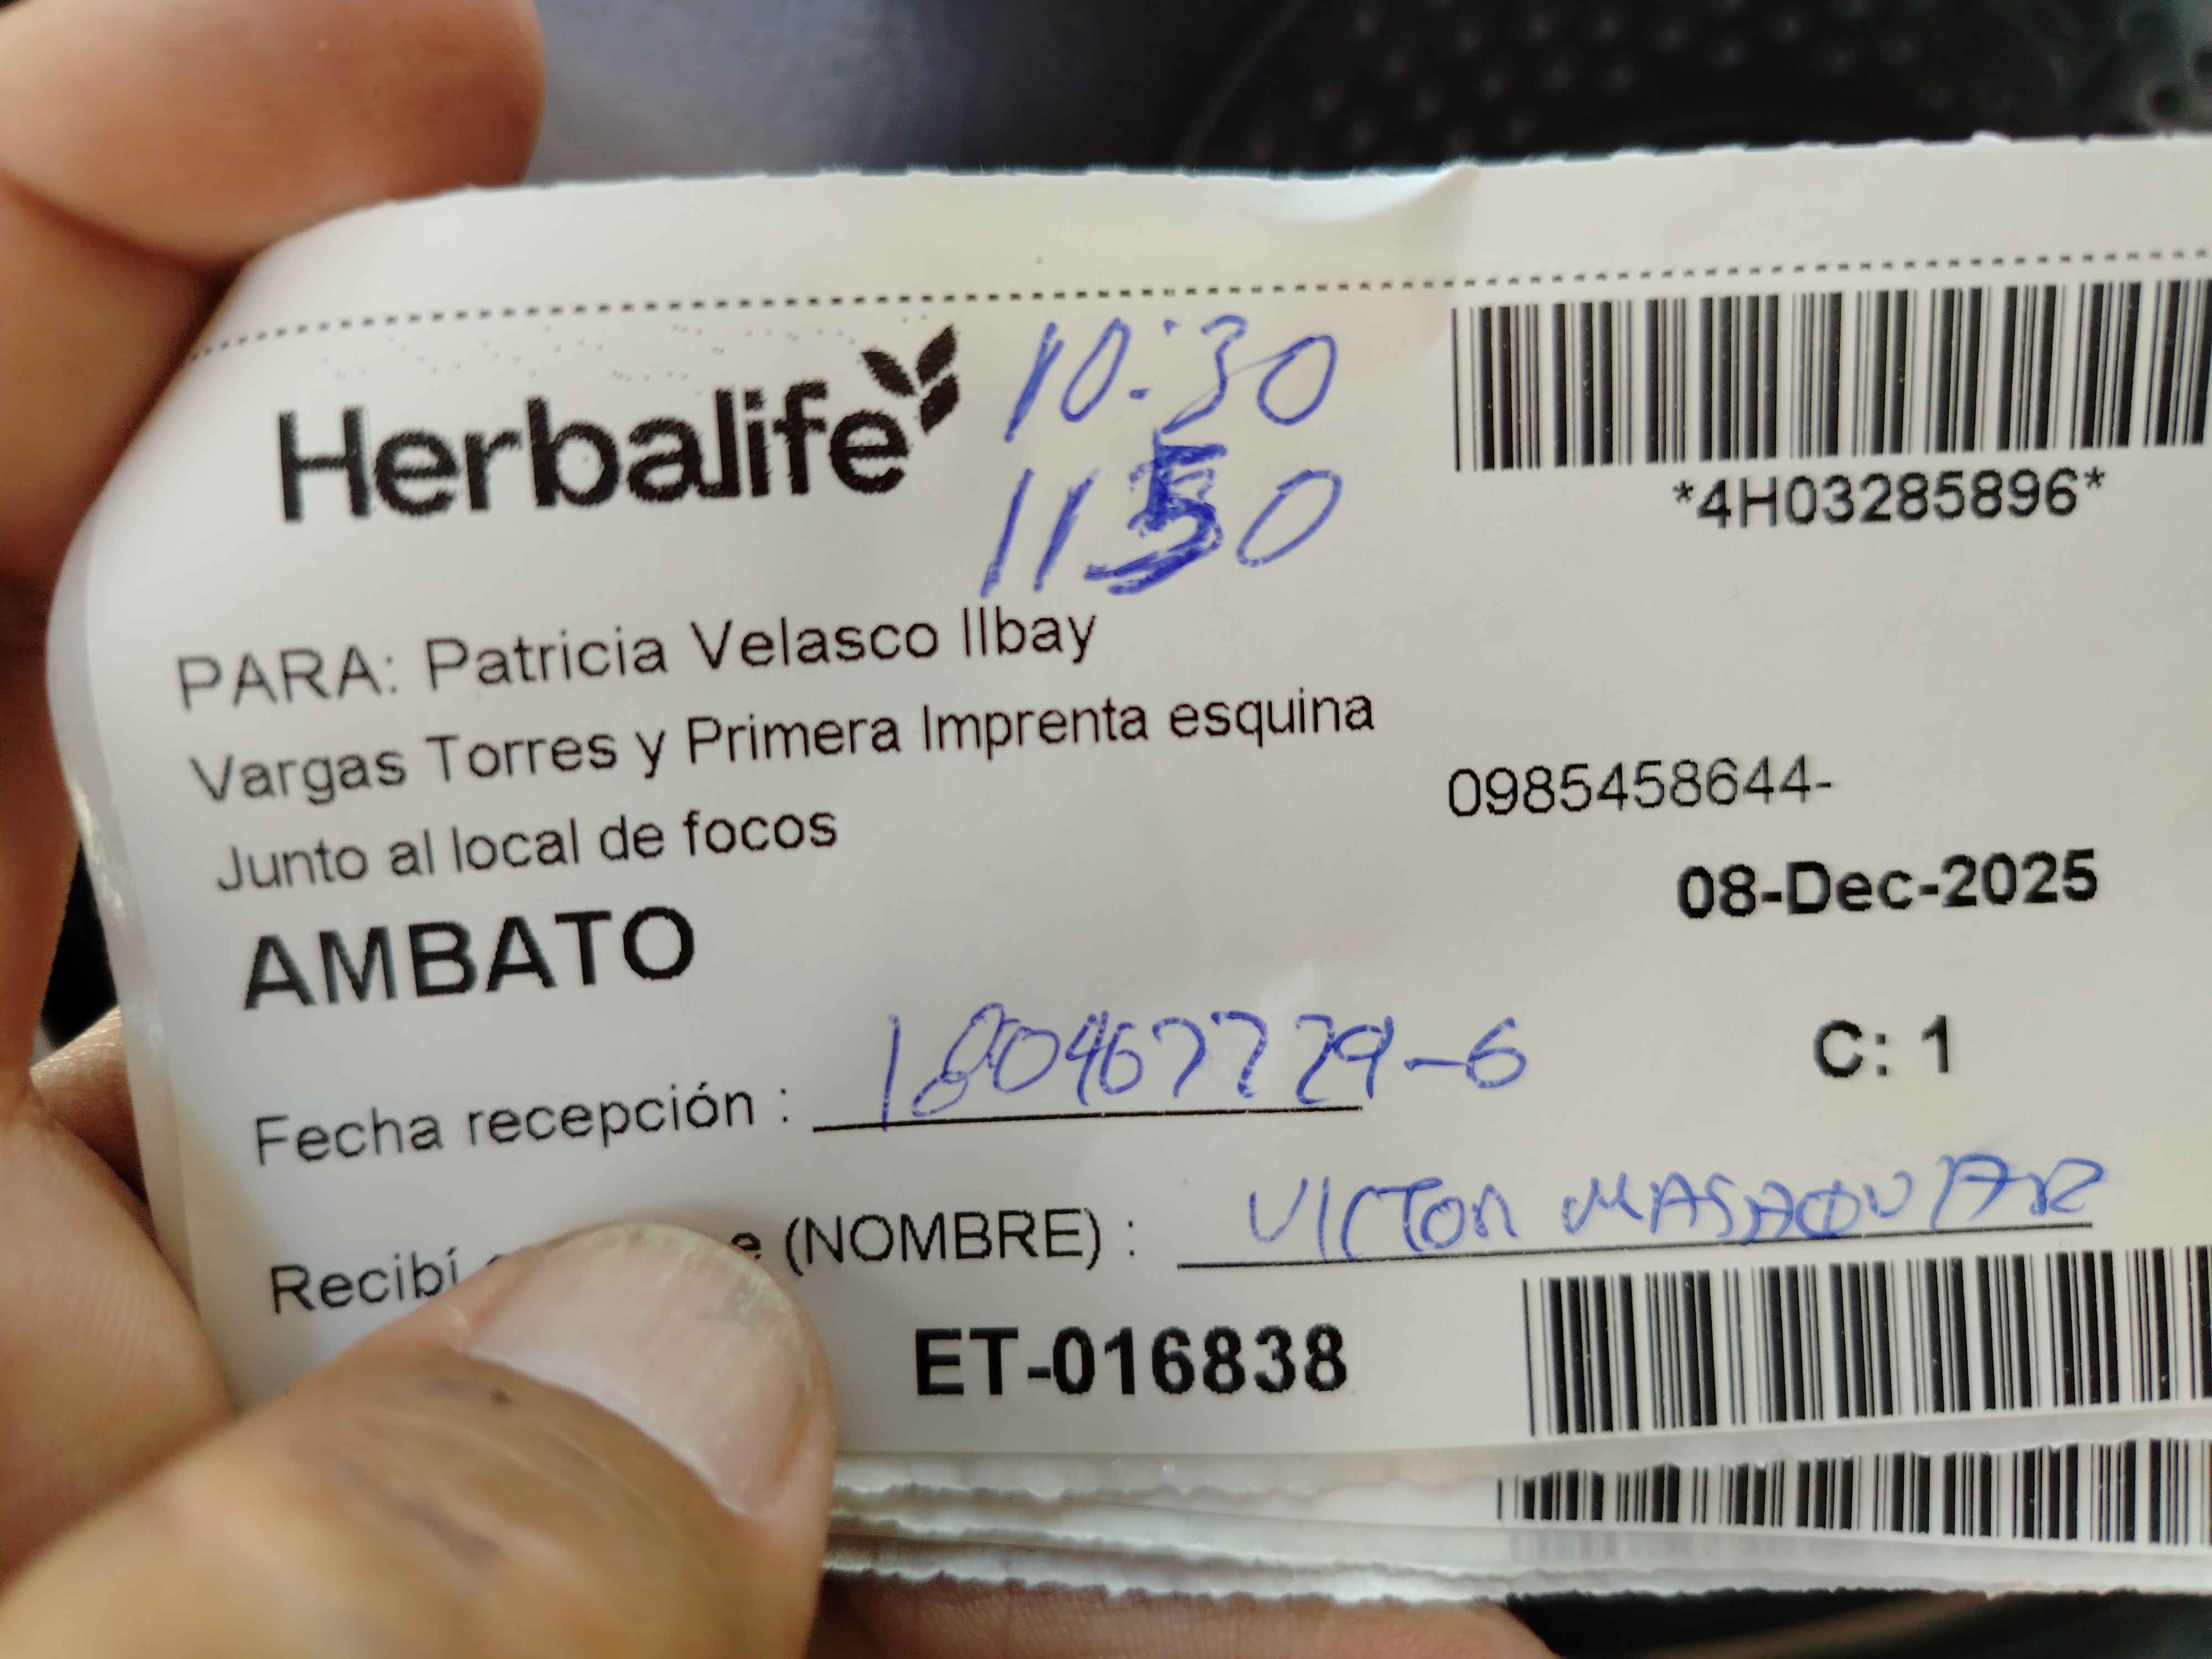 Herbalife
10:30
1150
*4H03285896*
PARA: Patricia Velasco Ilbay
Vargas Torres y Primera Imprenta esquina
Junto al local de focos
0985458644-
08-Dec-2025
AMBATO
C: 1
Fecha recepción : 180467729-6
Recibí (NOMBRE) : VICTOR
ET-016838